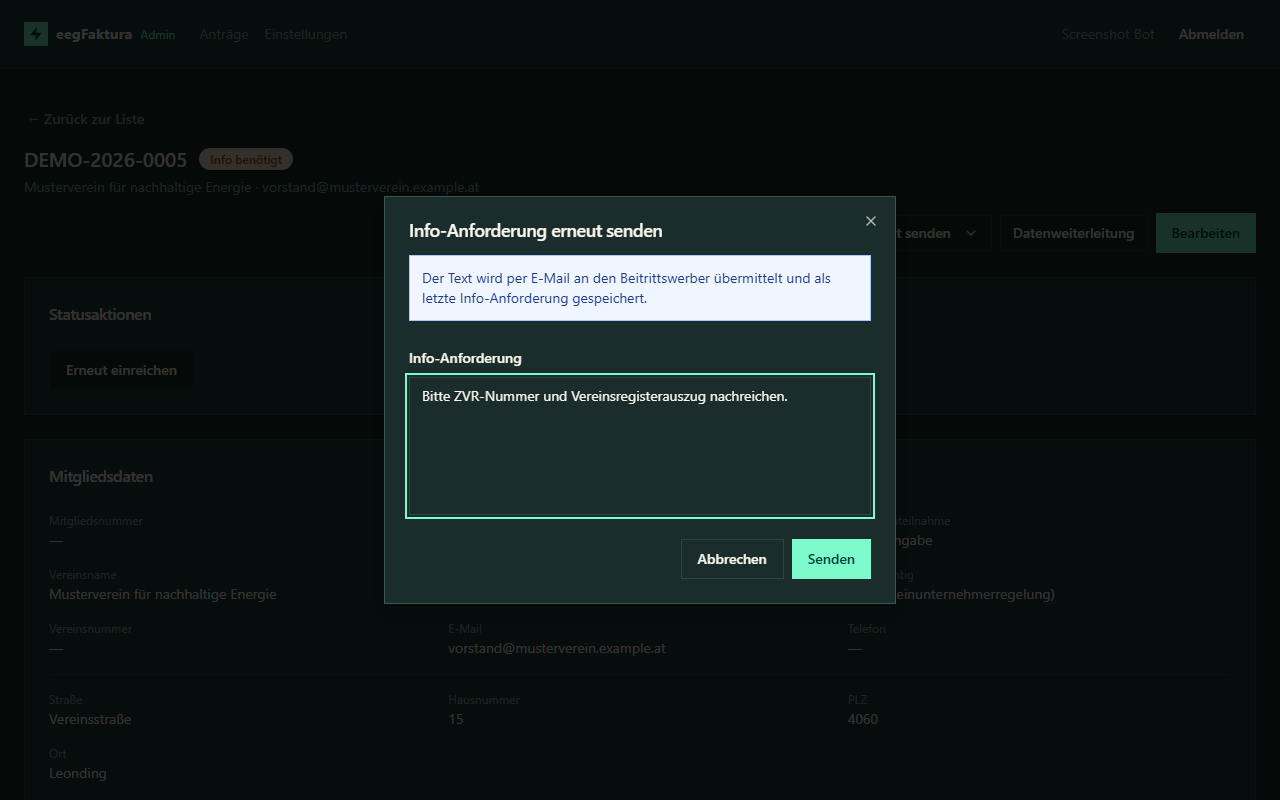 eegFaktura Admin Anträge Einstellungen Screenshot Bot Abmelden
← Zurück zur Liste
DEMO-2026-0005 Info benötigt
Musterverein für nachhaltige Energie · vorstand@musterverein.example.at
senden Datenweiterleitung Bearbeiten
Info-Anforderung erneut senden
Der Text wird per E-Mail an den Beitrittswerber übermittelt und als
letzte Info-Anforderung gespeichert.
Info-Anforderung
Bitte ZVR-Nummer und Vereinsregisterauszug nachreichen.
Abbrechen Senden
Statusaktionen
Erneut einreichen
Mitgliedsdaten
Mitgliedsnummer
—
Vereinsname
Musterverein für nachhaltige Energie
Vereinsnummer E-Mail Telefon
— vorstand@musterverein.example.at —
Straße Hausnummer PLZ
Vereinsstraße 15 4060
Ort
Leonding